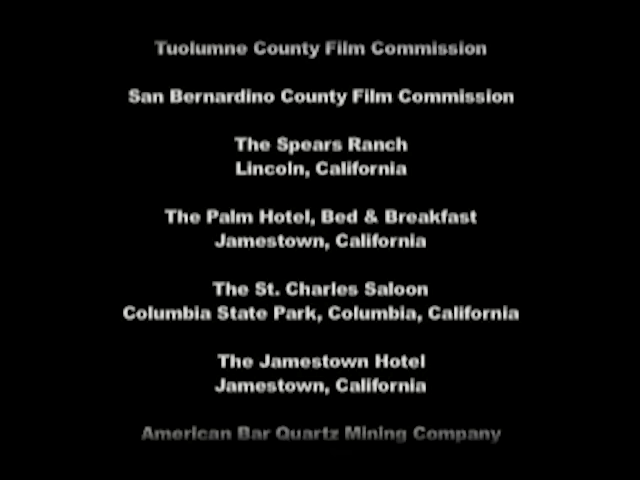 Tuolumne County Film Commission
San Bernardino County Film Commission
The Spears Ranch
Lincoln, California
The Palm Hotel, Bed & Breakfast
Jamestown, California
The St. Charles Saloon
Columbia State Park, Columbia, California
The Jamestown Hotel
Jamestown, California
American Bar Quartz Mining Company